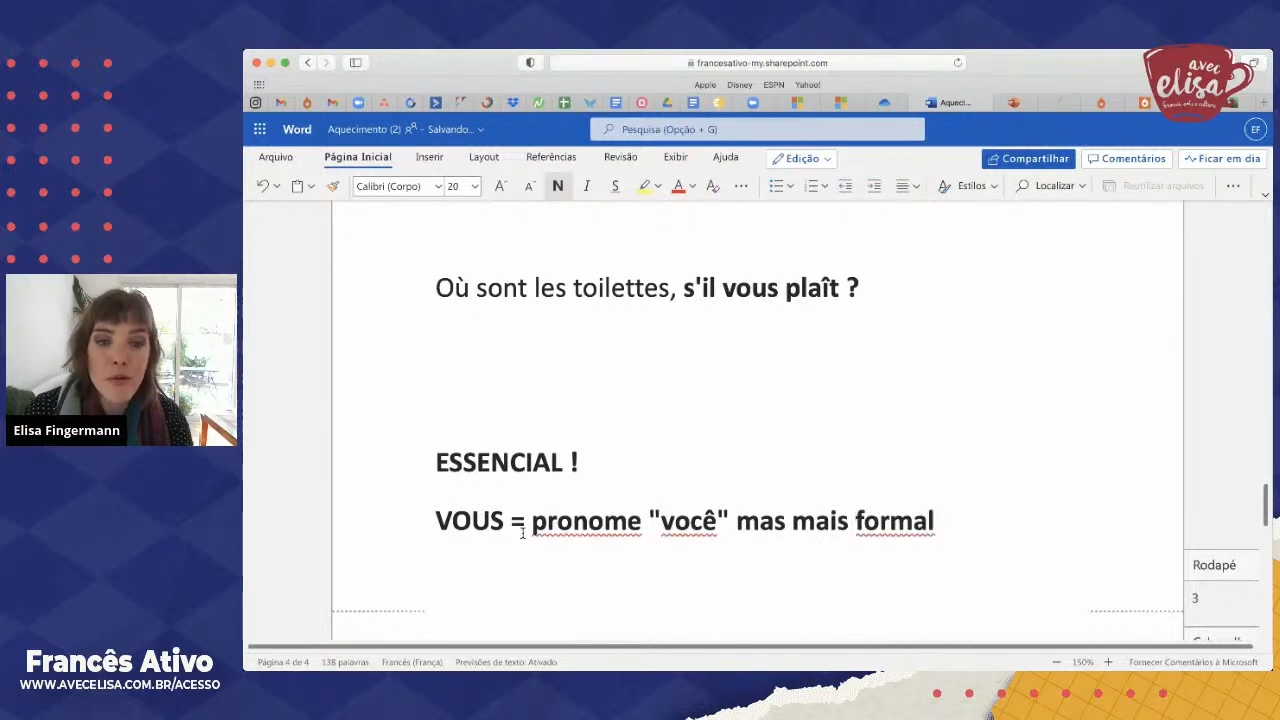 avec
elisa
francesativo-my.sharepoint.com
Apple Disney ESPN Yahoo!
Aqueci...
Word Aquecimento (2) - Salvando... Pesquisa (Opção + G) EF
Arquivo Página Inicial Inserir Layout Referências Revisão Exibir Ajuda Edição Compartilhar Comentários Ficar em dia
Calibri (Corpo) 20 A A N I S A A ... Estilos Localizar Reutilizar arquivos ...
Où sont les toilettes, s'il vous plaît ?
ESSENCIAL !
VOUS = pronome "você" mas mais formal
Rodapé
3
Elisa Fingermann
Página 4 de 4 138 palavras Francês (França) Previsões de texto: Ativado 150% Fornecer Comentários à Microsoft
Francês Ativo
WWW.AVECELISA.COM.BR/ACESSO